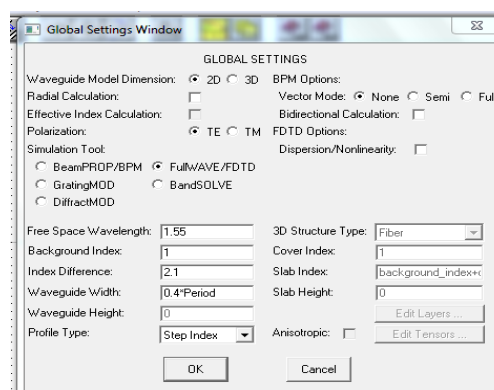 Global Settings Window
GLOBAL SETTINGS
Waveguide Model Dimension: 2D 3D BPM Options:
Radial Calculation: Vector Mode: None Semi Ful
Effective Index Calculation: Bidirectional Calculation:
Polarization: TE TM FDTD Options:
Simulation Tool: Dispersion/Nonlinearity:
BeamPROP/BPM FullWAVE/FDTD
GratingMOD BandSOLVE
DiffractMOD
Free Space Wavelength: 1.55 3D Structure Type: Fiber
Background Index: 1 Cover Index: 1
Index Difference: 2.1 Slab Index: background_index+
Waveguide Width: 0.4*Period Slab Height: 0
Waveguide Height: 0 Edit Layers ...
Profile Type: Step Index Anisotropic: Edit Tensors ...
OK Cancel